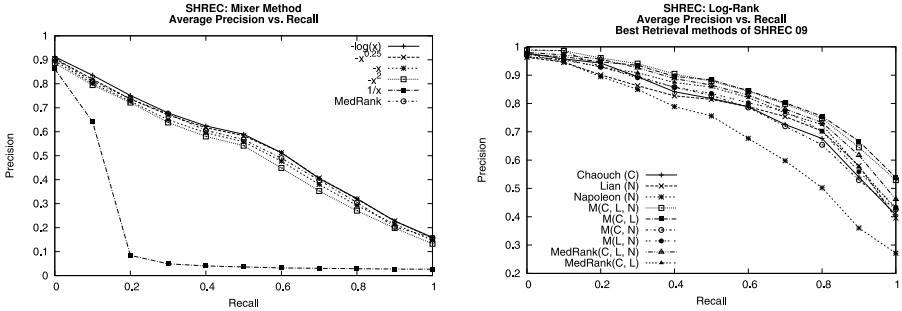 SHREC: Mixer Method
Average Precision vs. Recall
-log(x)
-x^0.25
-x
-x^2
1/x
MedRank
Precision
1
0.9
0.8
0.7
0.6
0.5
0.4
0.3
0.2
0.1
0
0 0.2 0.4 0.6 0.8 1
Recall
SHREC: Log-Rank
Average Precision vs. Recall
Best Retrieval methods of SHREC 09
Precision
1
0.9
0.8
0.7
0.6
0.5
0.4
0.3
0.2
Chaouch (C)
Lian (N)
Napoleon (N)
M(C, L, N)
M(C, L)
M(C, N)
M(L, N)
MedRank(C, L, N)
MedRank(C, L)
0 0.2 0.4 0.6 0.8 1
Recall